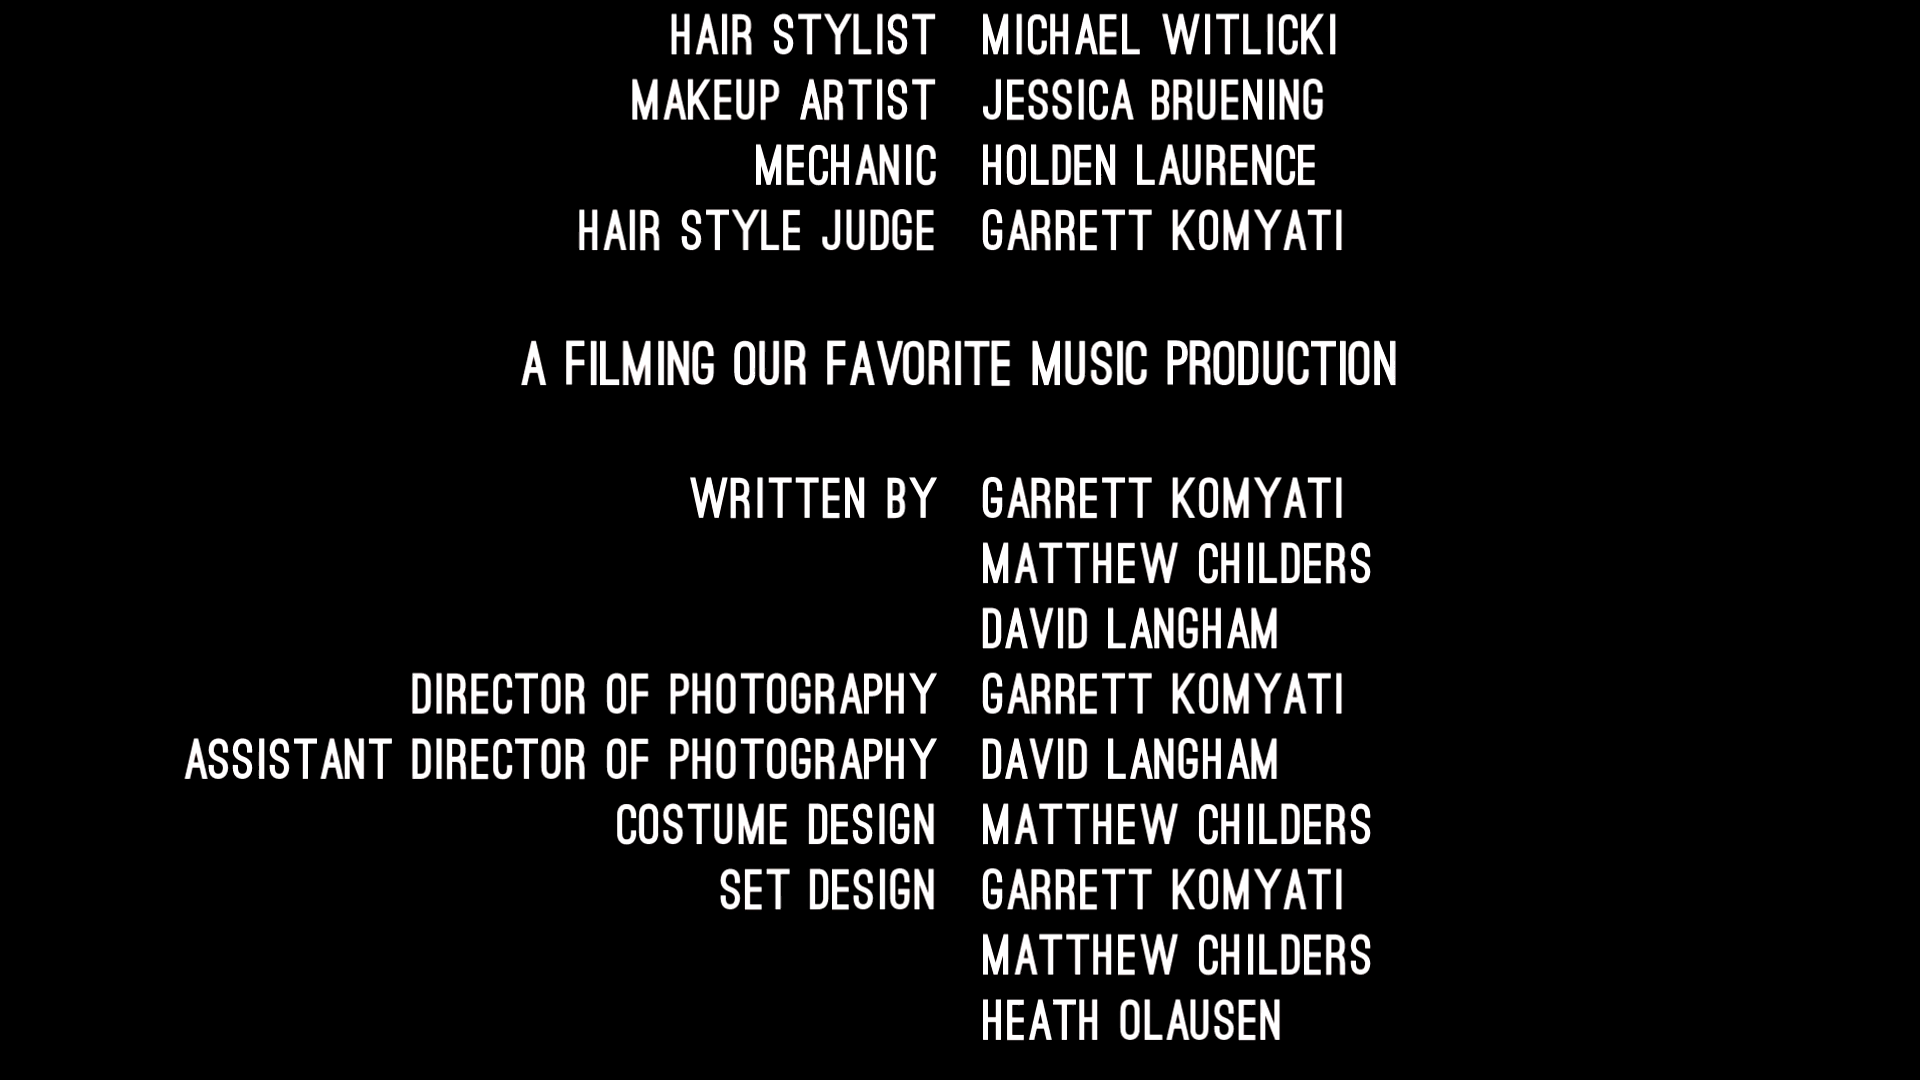 HAIR STYLIST MICHAEL WITLICKI
MAKEUP ARTIST JESSICA BRUENING
MECHANIC HOLDEN LAURENCE
HAIR STYLE JUDGE GARRETT KOMYATI
A FILMING OUR FAVORITE MUSIC PRODUCTION
WRITTEN BY GARRETT KOMYATI
MATTHEW CHILDERS
DAVID LANGHAM
DIRECTOR OF PHOTOGRAPHY GARRETT KOMYATI
ASSISTANT DIRECTOR OF PHOTOGRAPHY DAVID LANGHAM
COSTUME DESIGN MATTHEW CHILDERS
SET DESIGN GARRETT KOMYATI
MATTHEW CHILDERS
HEATH OLAUSEN